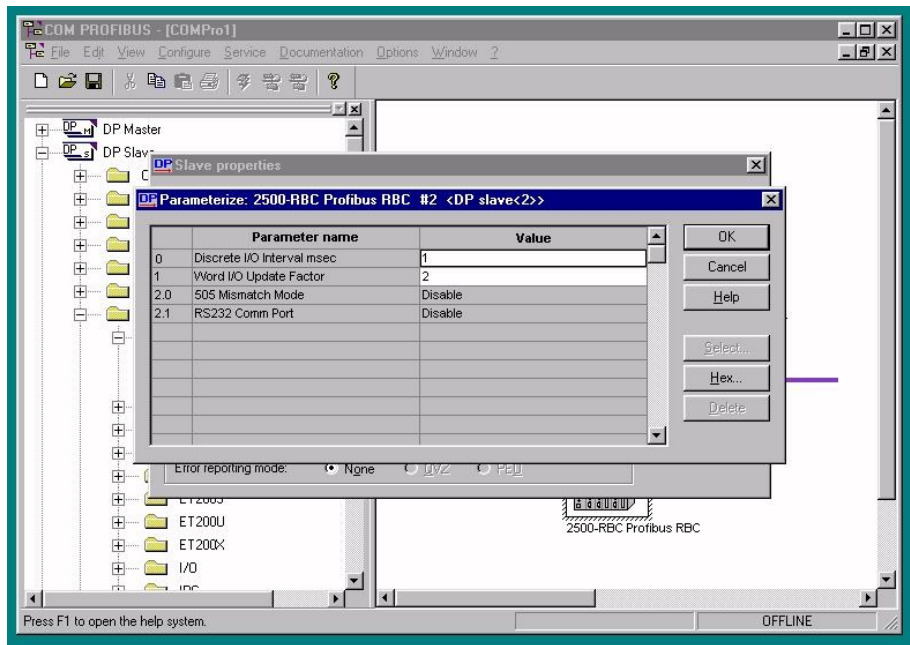 COM PROFIBUS - [COMPro1]
File Edit View Configure Service Documentation Options Window ?
DP Master
DP Slave
Slave properties
Parameterize: 2500-RBC Profibus RBC #2 <DP slave<2>>
Parameter name Value
0 Discrete I/O Interval msec 1
1 Word I/O Update Factor 2
2.0 505 Mismatch Mode Disable
2.1 RS232 Comm Port Disable
OK
Cancel
Help
Select...
Hex...
Delete
Error reporting mode: None QVZ PEU
ET200S
ET200U
ET200X
I/O
2500-RBC Profibus RBC
Press F1 to open the help system. OFFLINE